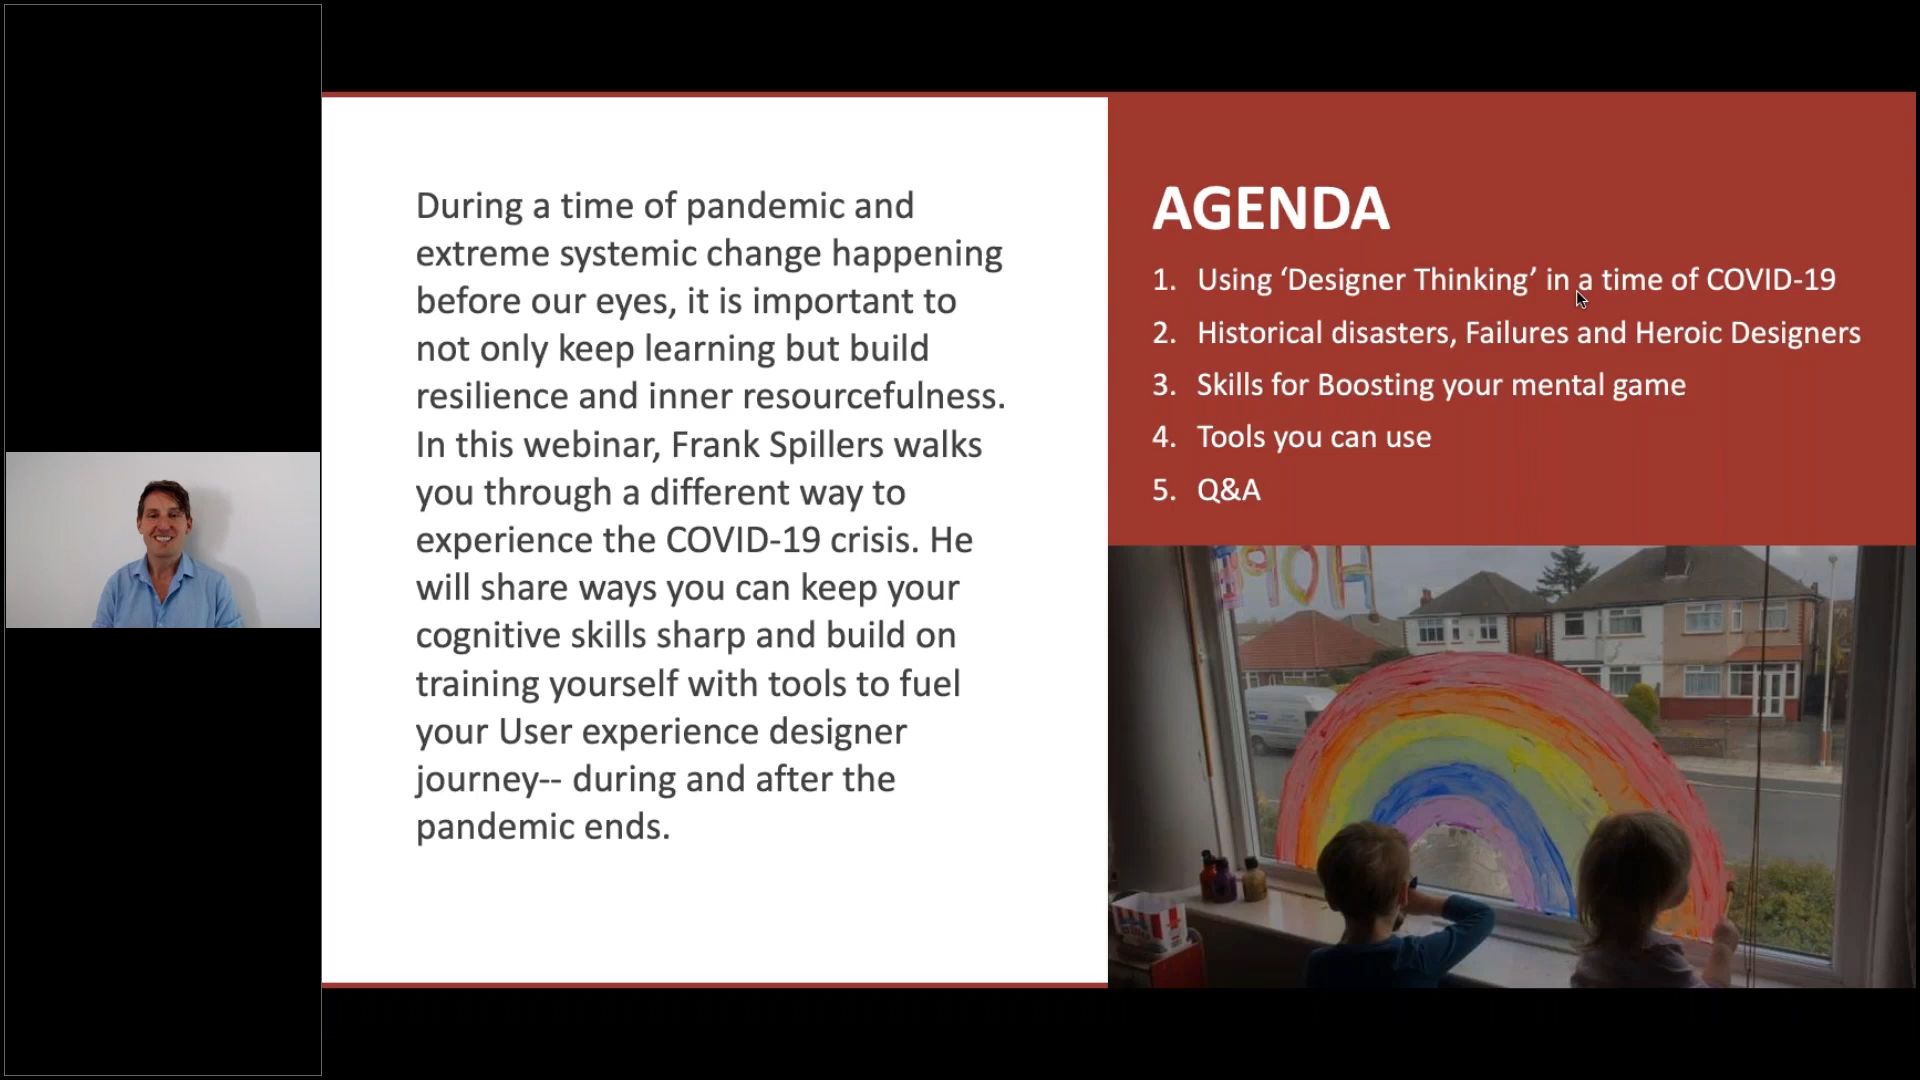 During a time of pandemic and
extreme systemic change happening
before our eyes, it is important to
not only keep learning but build
resilience and inner resourcefulness.
In this webinar, Frank Spillers walks
you through a different way to
experience the COVID-19 crisis. He
will share ways you can keep your
cognitive skills sharp and build on
training yourself with tools to fuel
your User experience designer
journey-- during and after the
pandemic ends.
AGENDA
1. Using ‘Designer Thinking’ in a time of COVID-19
2. Historical disasters, Failures and Heroic Designers
3. Skills for Boosting your mental game
4. Tools you can use
5. Q&A